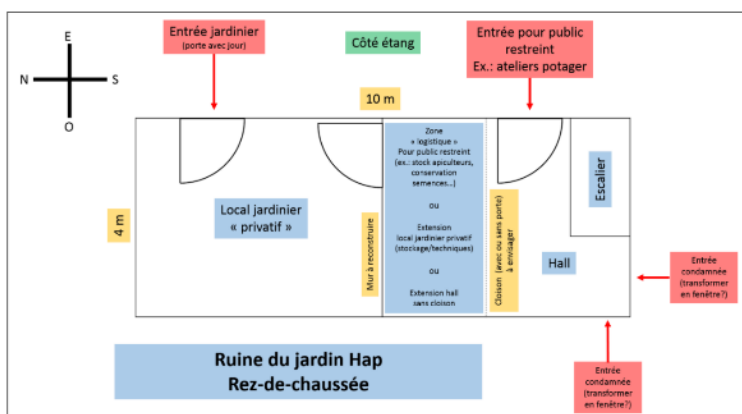 Entrée jardinier
(porte avec jour)
Côté étang
Entrée pour public
restreint
Ex.: ateliers potager
E
N
S
O
10 m
4 m
Local jardinier
« privatif »
Mur à reconstruire
Zone
« logistique »
Pour public restreint
(ex.: stock apiculteurs,
conservation
semences...)
ou
Extension
local jardinier privatif
(stockage/techniques)
ou
Extension hall
sans cloison
Cloison (avec ou sans porte)
à envisager
Escalier
Hall
Entrée
condamnée
(transformer
en fenêtre?)
Entrée
condamnée
(transformer
en fenêtre?)
Ruine du jardin Hap
Rez-de-chaussée